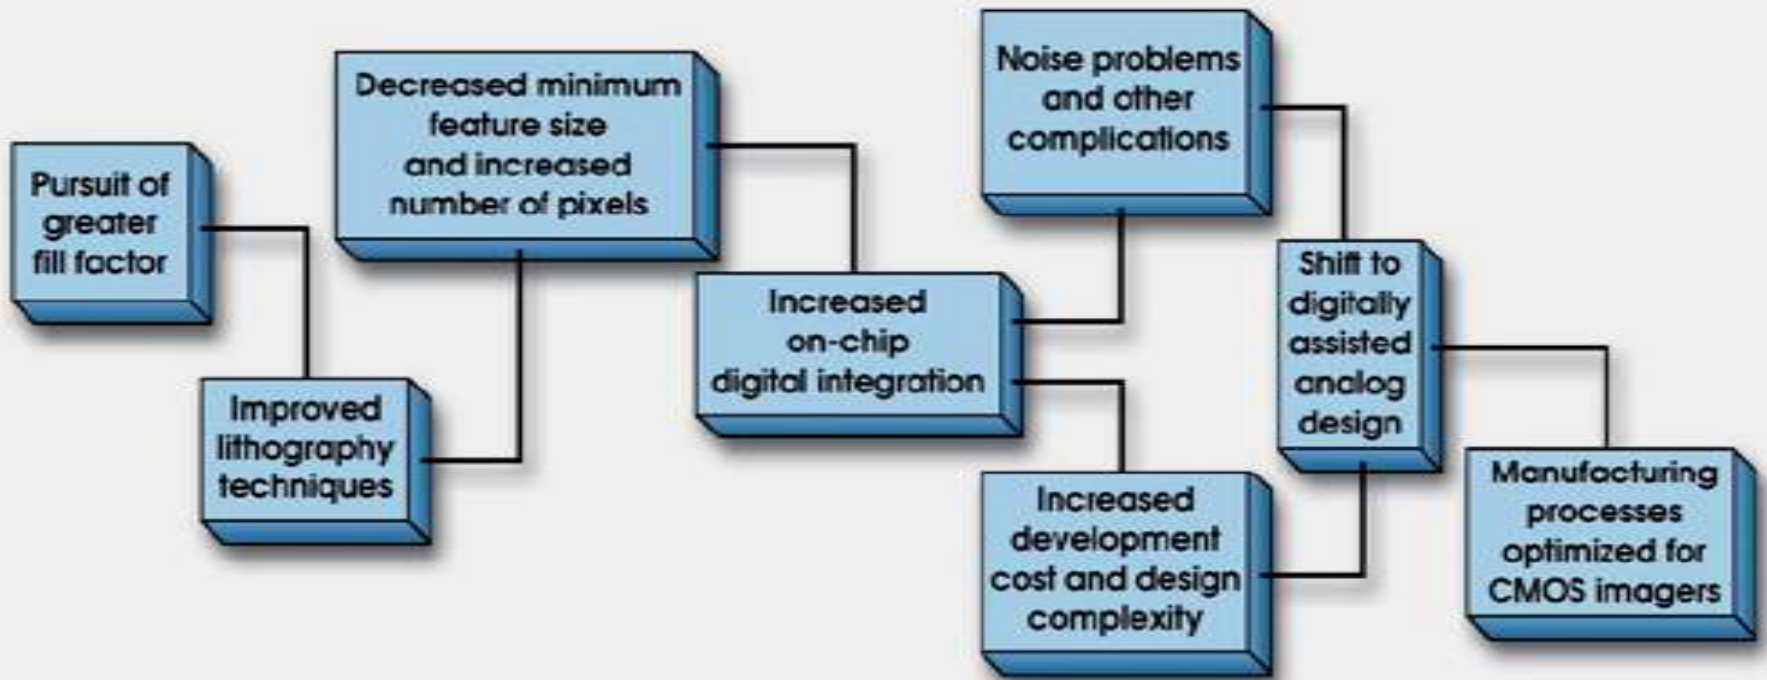 Pursuit of
greater
fill factor
Improved
lithography
techniques
Decreased minimum
feature size
and increased
number of pixels
Increased
on-chip
digital integration
Noise problems
and other
complications
Increased
development
cost and design
complexity
Shift to
digitally
assisted
analog
design
Manufacturing
processes
optimized for
CMOS imagers